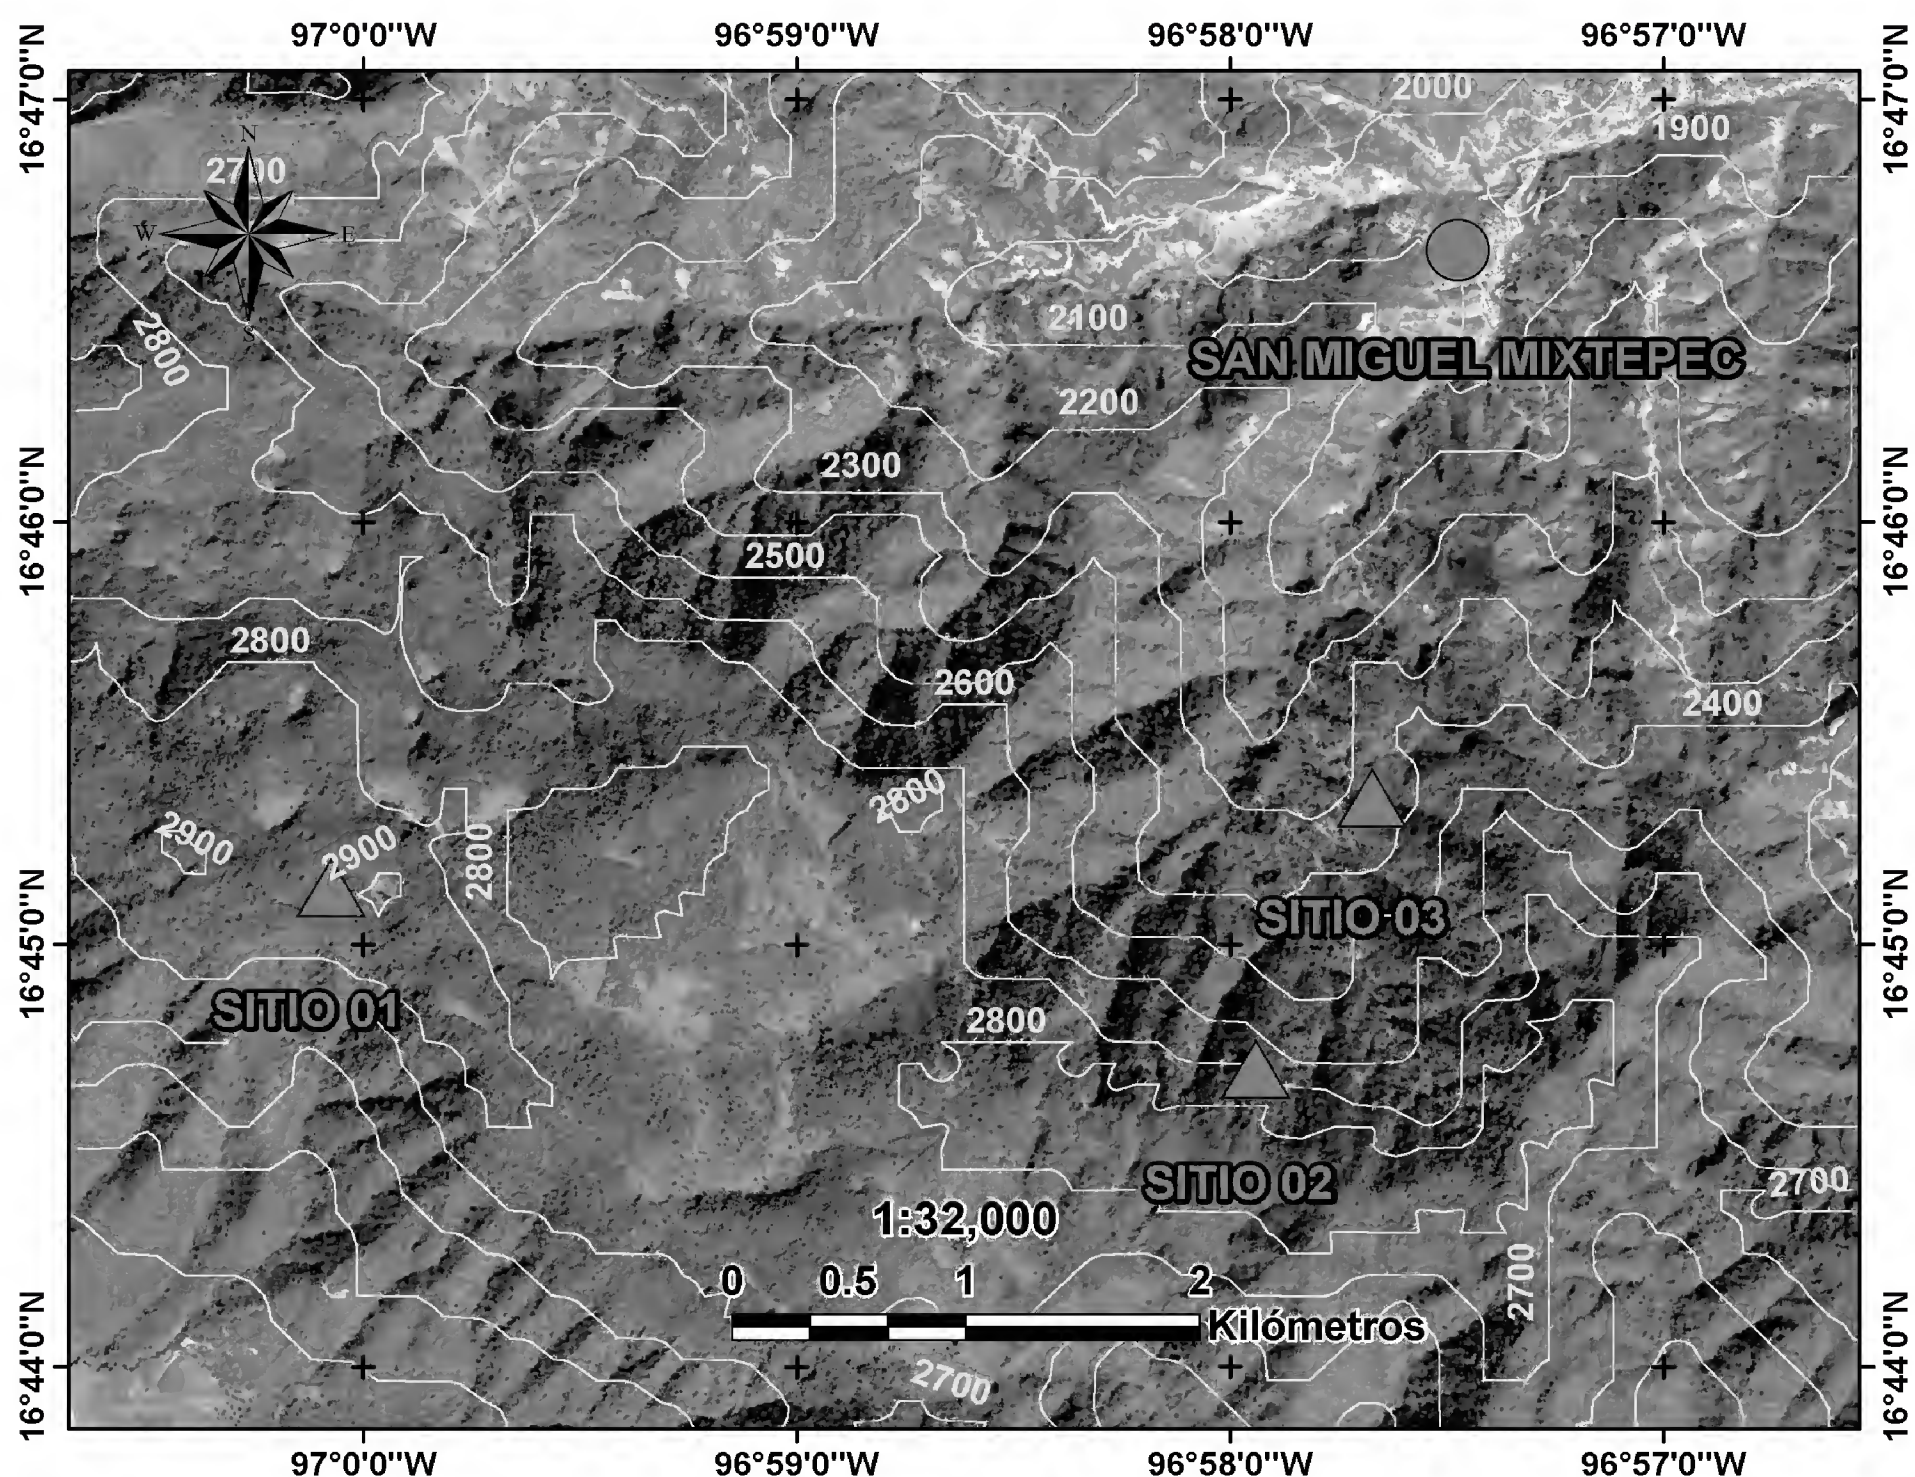 97°0'0"W 96°59'0"W 96°58'0"W 96°57'0"W
16°47'0"N 16°47'0"N
2000
1900
N
2700
W E
S
2800
2100
SAN MIGUEL MIXTEPEC
2200
2300
16°46'0"N 16°46'0"N
2500
2800
2600
2400
2800
2900
2900
2800
16°45'0"N 16°45'0"N
SITIO 03
SITIO 01
2800
SITIO 02
2700
1:32,000
2700
0 0.5 1 2
Kilómetros
16°44'0"N 16°44'0"N
2700
97°0'0"W 96°59'0"W 96°58'0"W 96°57'0"W